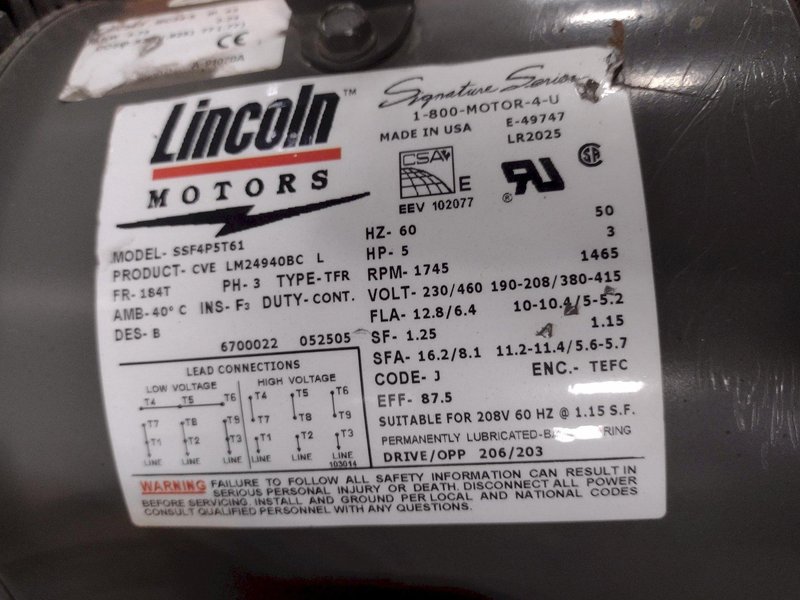 CE
Lincoln™
MOTORS
Signature Series
1-800-MOTOR-4-U
MADE IN USA E-49747
LR2025
CSA
E
EEV 102077
MODEL- SSF4P5T61
PRODUCT- CVE LM24940BC L
FR- 184T PH- 3 TYPE-TFR
AMB-40° C INS- F3 DUTY-CONT.
DES- B
6700022 052505
HZ- 60 50
HP- 5 3
RPM- 1745 1465
VOLT- 230/460 190-208/380-415
FLA- 12.8/6.4 10-10.4/5-5.2
SF- 1.25 1.15
SFA- 16.2/8.1 11.2-11.4/5.6-5.7
CODE- J ENC.- TEFC
EFF- 87.5
SUITABLE FOR 208V 60 HZ @ 1.15 S.F.
PERMANENTLY LUBRICATED-
DRIVE/OPP 206/203
LEAD CONNECTIONS
LOW VOLTAGE HIGH VOLTAGE
T4 T5 T6 T4 T5 T6
T7 T8 T9 T7 T8 T9
T1 T2 T3 T1 T2 T3
LINE LINE LINE LINE LINE LINE
103014
WARNING FAILURE TO FOLLOW ALL SAFETY INFORMATION CAN RESULT IN
SERIOUS PERSONAL INJURY OR DEATH. DISCONNECT ALL POWER
BEFORE SERVICING. INSTALL AND GROUND PER LOCAL AND NATIONAL CODES
CONSULT QUALIFIED PERSONNEL WITH ANY QUESTIONS.